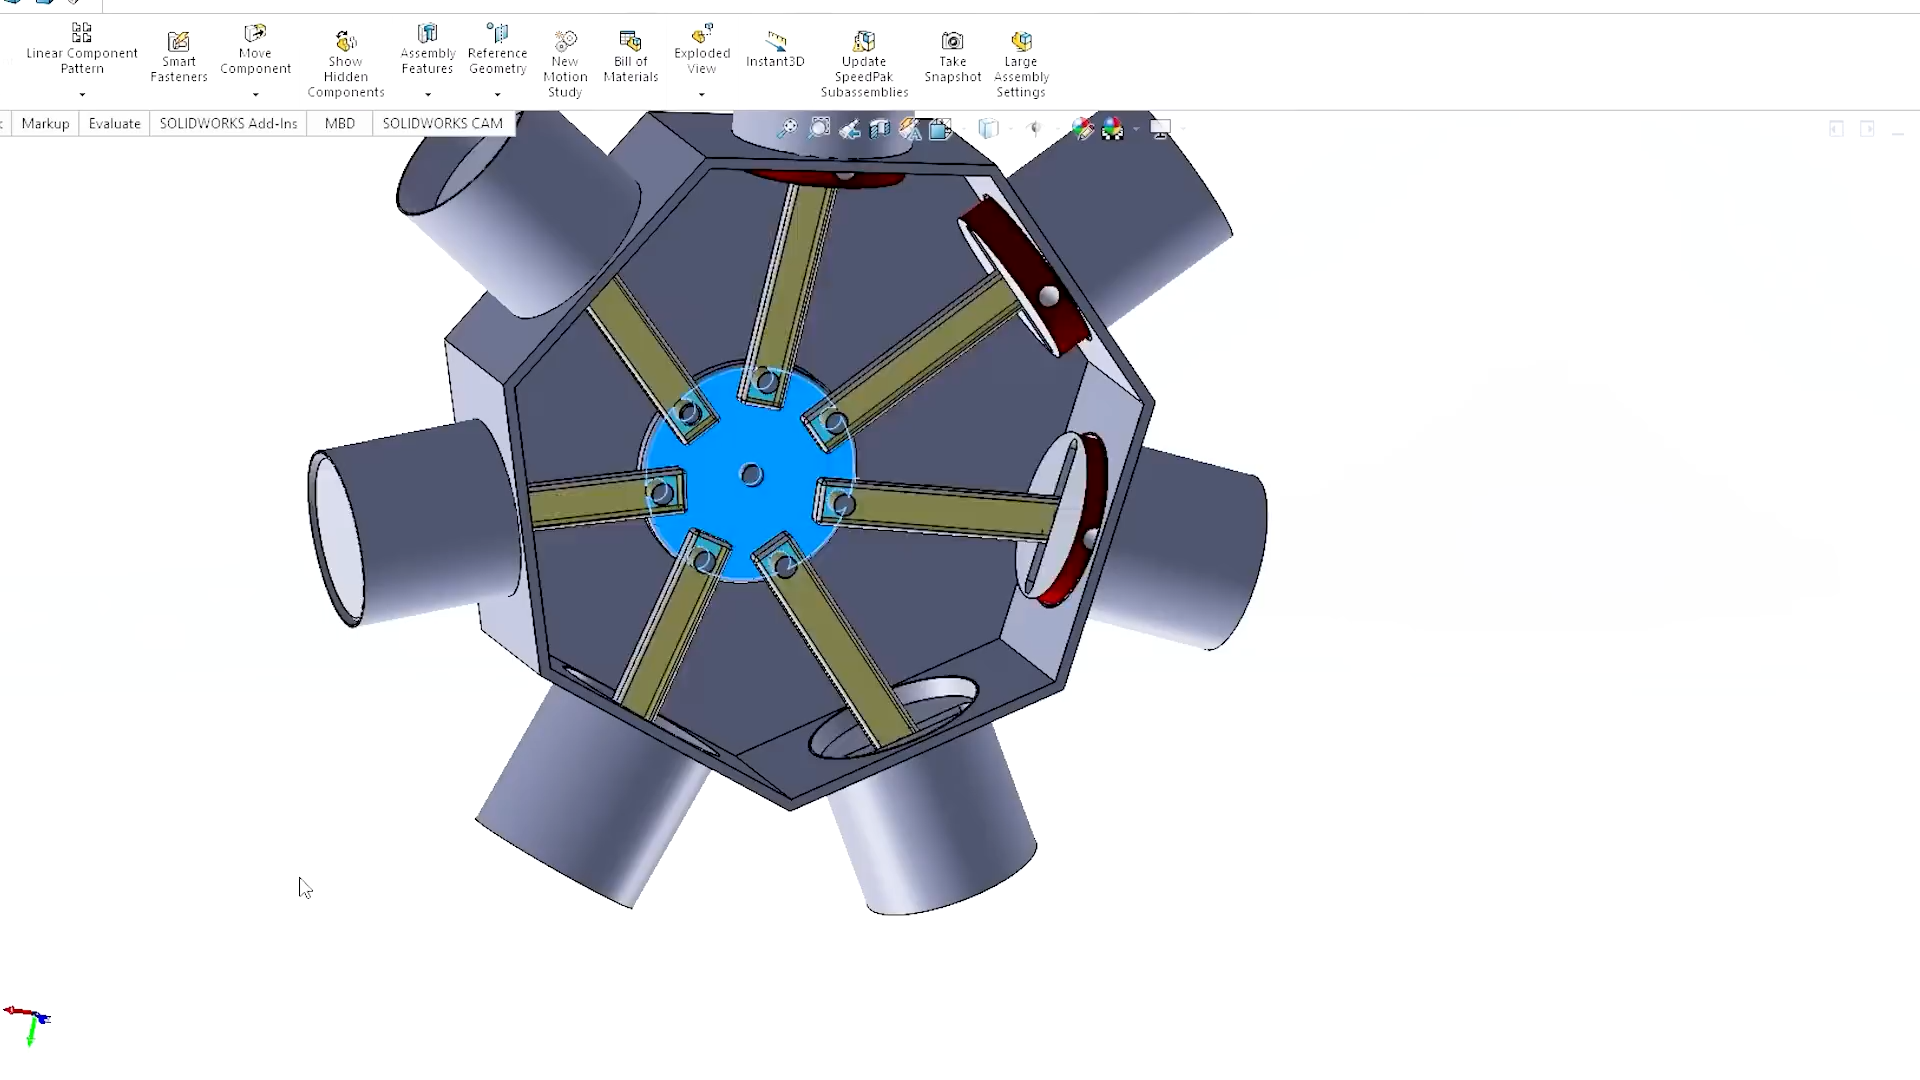 Linear Component
Pattern
Smart
Fasteners
Move
Component
Show
Hidden
Components
Assembly
Features
Reference
Geometry
New
Motion
Study
Bill of
Materials
Exploded
View
Instant3D
Update
SpeedPak
Subassemblies
Take
Snapshot
Large
Assembly
Settings
Markup
Evaluate
SOLIDWORKS Add-Ins
MBD
SOLIDWORKS CAM